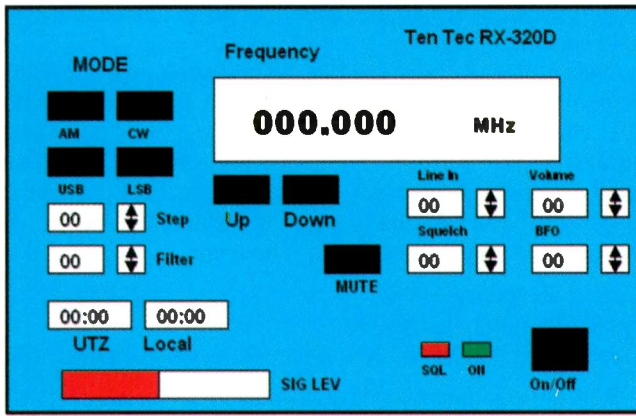 Ten Tec RX-320D
MODE
Frequency
000.000 MHz
AM CW
USB LSB
Up Down
Line In Volume
00 00
Squelch BFO
00 00
00 Step
00 Filter
MUTE
00:00 00:00
UTZ Local
SIG LEV
SQL ON
On/Off